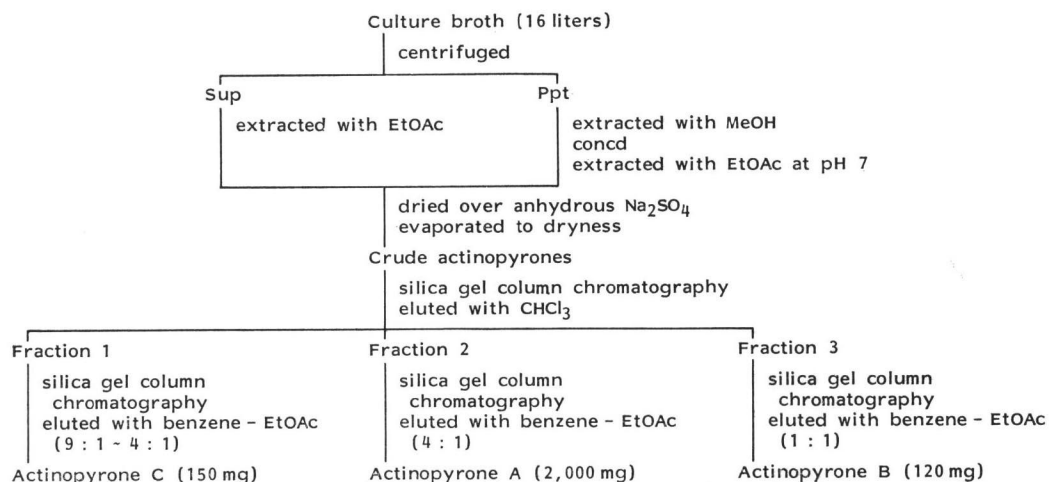 Culture broth (16 liters)
centrifuged
Sup
Ppt
extracted with EtOAc
extracted with MeOH
concd
extracted with EtOAc at pH 7
dried over anhydrous Na₂SO₄
evaporated to dryness
Crude actinopyrones
silica gel column chromatography
eluted with CHCl₃
Fraction 1
silica gel column
chromatography
eluted with benzene - EtOAc
(9 : 1 ~ 4 : 1)
Actinopyrone C (150 mg)
Fraction 2
silica gel column
chromatography
eluted with benzene - EtOAc
(4 : 1)
Actinopyrone A (2,000 mg)
Fraction 3
silica gel column
chromatography
eluted with benzene - EtOAc
(1 : 1)
Actinopyrone B (120 mg)